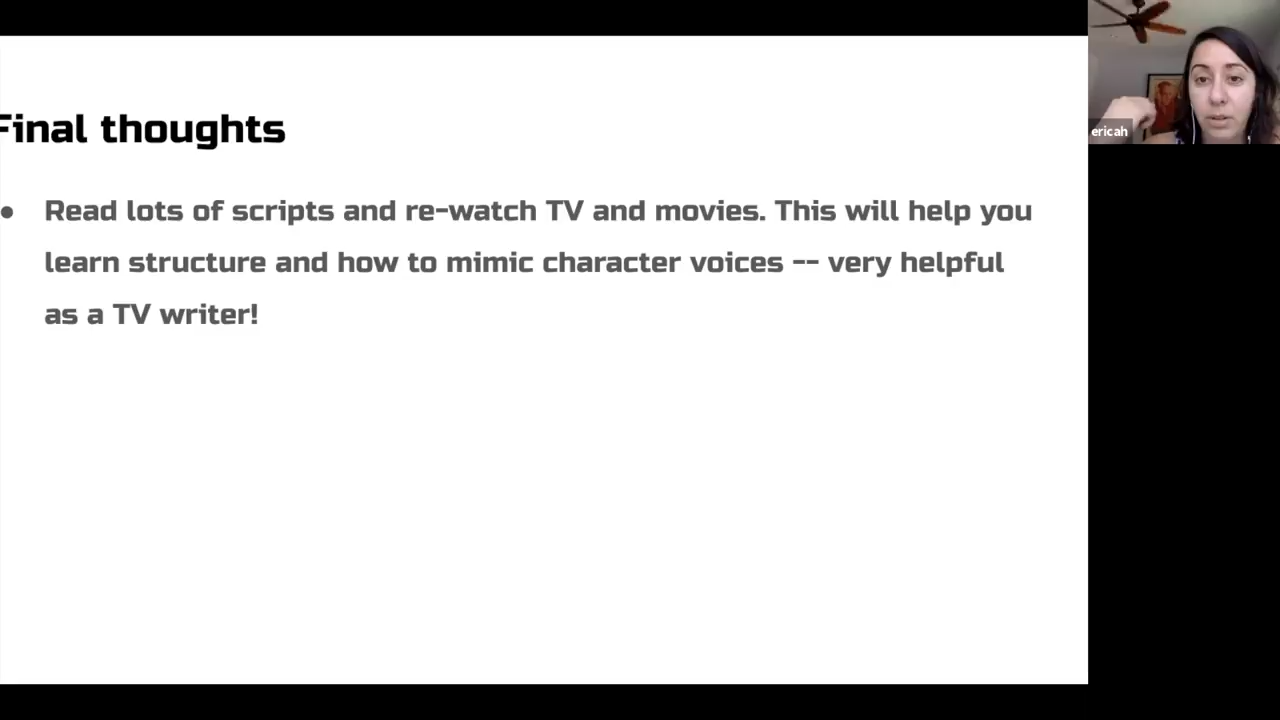 Final thoughts
● Read lots of scripts and re-watch TV and movies. This will help you
learn structure and how to mimic character voices -- very helpful
as a TV writer!
ericah